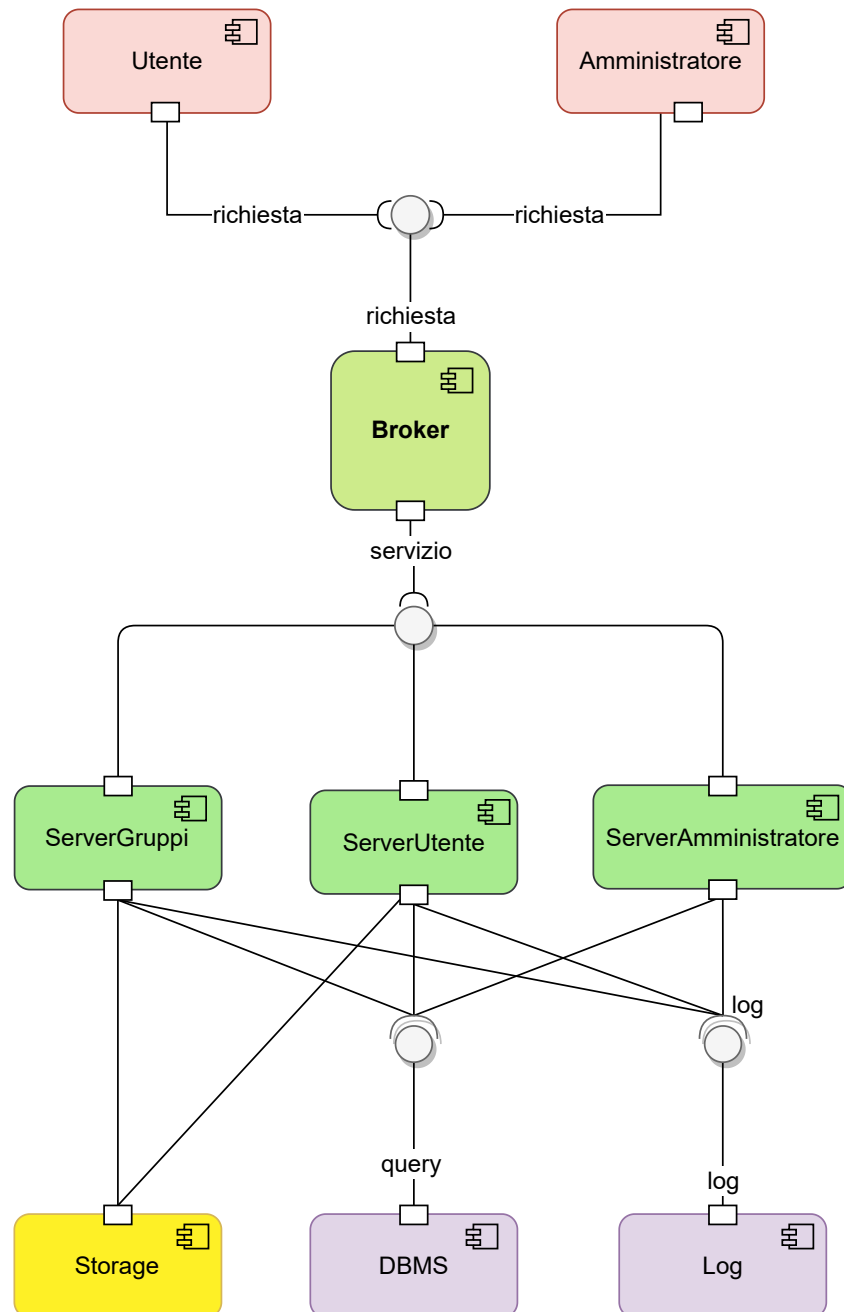 Utente
Amministratore
richiesta
richiesta
richiesta
Broker
servizio
ServerGruppi
ServerUtente
ServerAmministratore
log
query
log
Storage
DBMS
Log